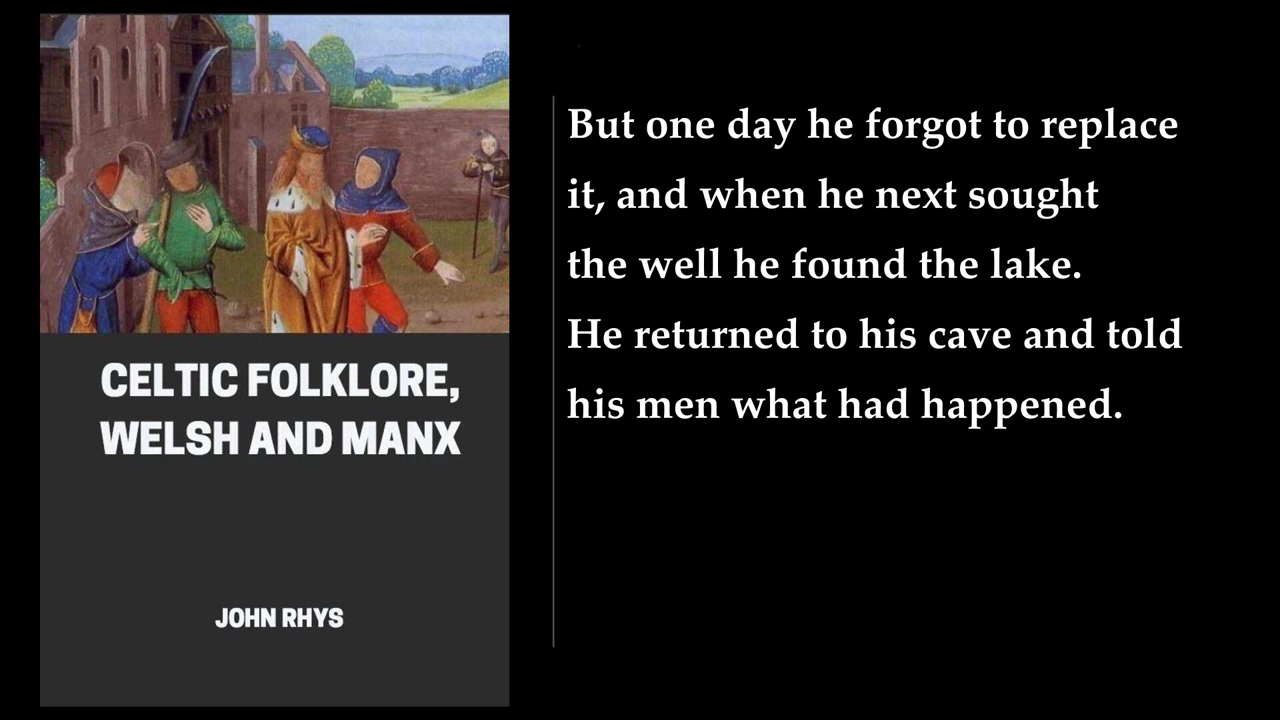 CELTIC FOLKLORE,
WELSH AND MANX
JOHN RHYS
But one day he forgot to replace
it, and when he next sought
the well he found the lake.
He returned to his cave and told
his men what had happened.